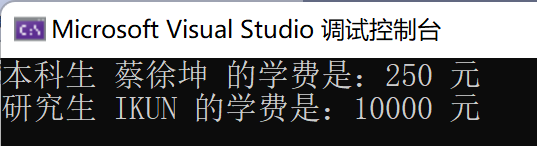 Microsoft Visual Studio 调试控制台
本科生 蔡徐坤 的学费是：250 元
研究生 IKUN 的学费是：10000 元